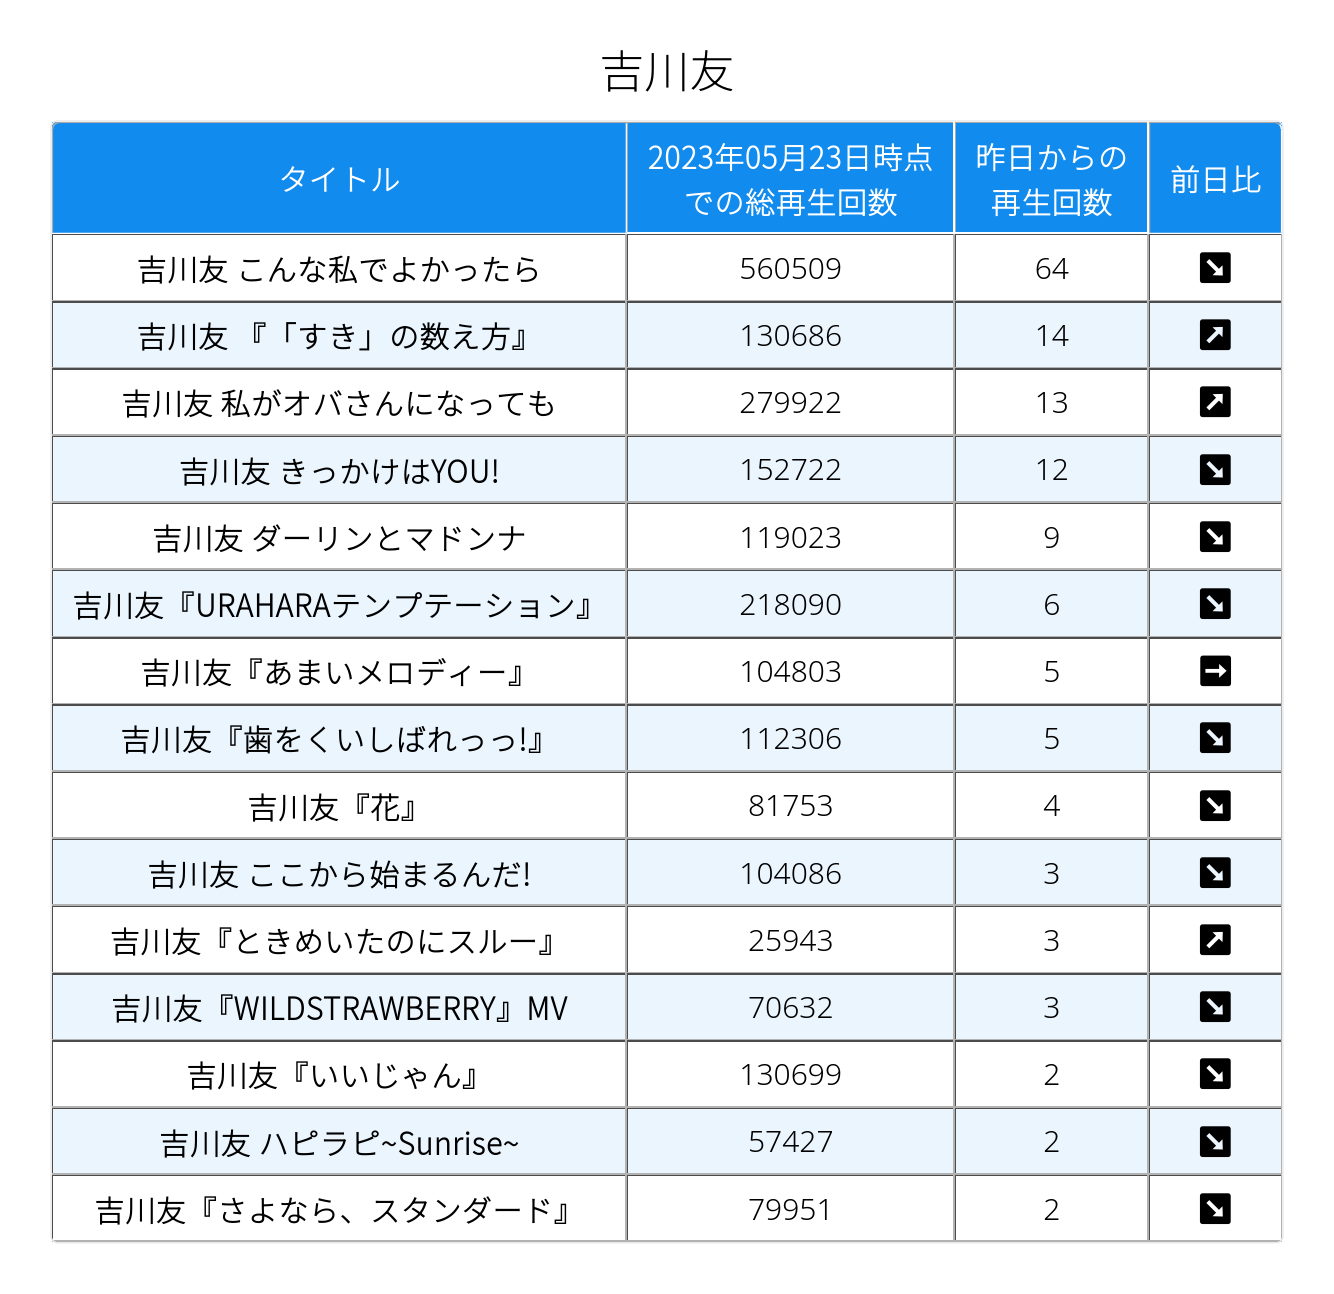 吉川友
タイトル
2023年05月23日時点
での総再生回数
昨日からの
再生回数
前日比
吉川友 こんな私でよかったら 560509 64 ↘
吉川友 『「すき」の数え方』 130686 14 ↗
吉川友 私がオバさんになっても 279922 13 ↗
吉川友 きっかけはYOU! 152722 12 ↘
吉川友 ダーリンとマドンナ 119023 9 ↘
吉川友『URAHARAテンプテーション』 218090 6 ↘
吉川友『あまいメロディー』 104803 5 →
吉川友『歯をくいしばれっっ!』 112306 5 ↘
吉川友『花』 81753 4 ↘
吉川友 ここから始まるんだ! 104086 3 ↘
吉川友『ときめいたのにスルー』 25943 3 ↗
吉川友『WILDSTRAWBERRY』MV 70632 3 ↘
吉川友『いいじゃん』 130699 2 ↘
吉川友 ハピラピ~Sunrise~ 57427 2 ↘
吉川友『さよなら、スタンダード』 79951 2 ↘